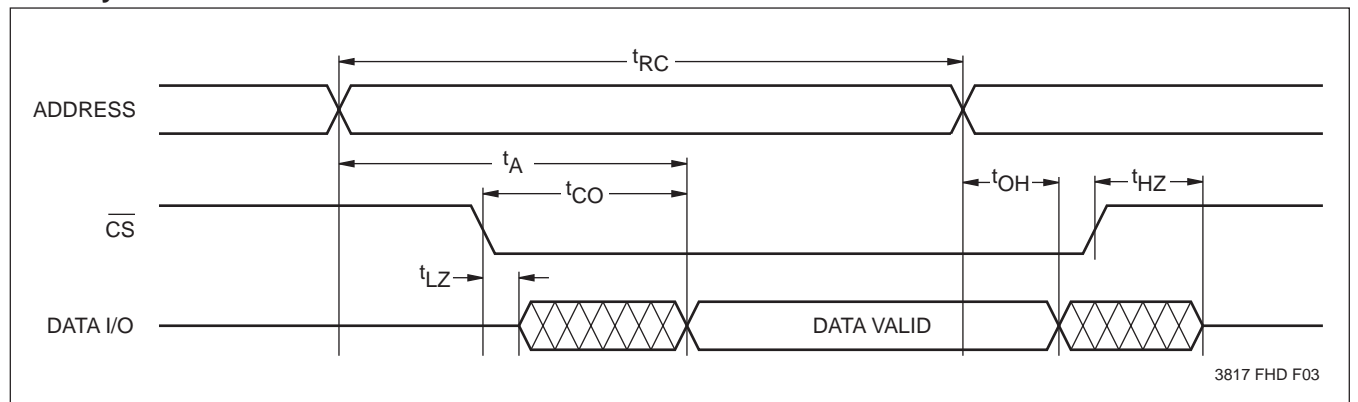 tRC
ADDRESS
tA
tCO
tOH
tHZ
CS
tLZ
DATA I/O
DATA VALID
3817 FHD F03